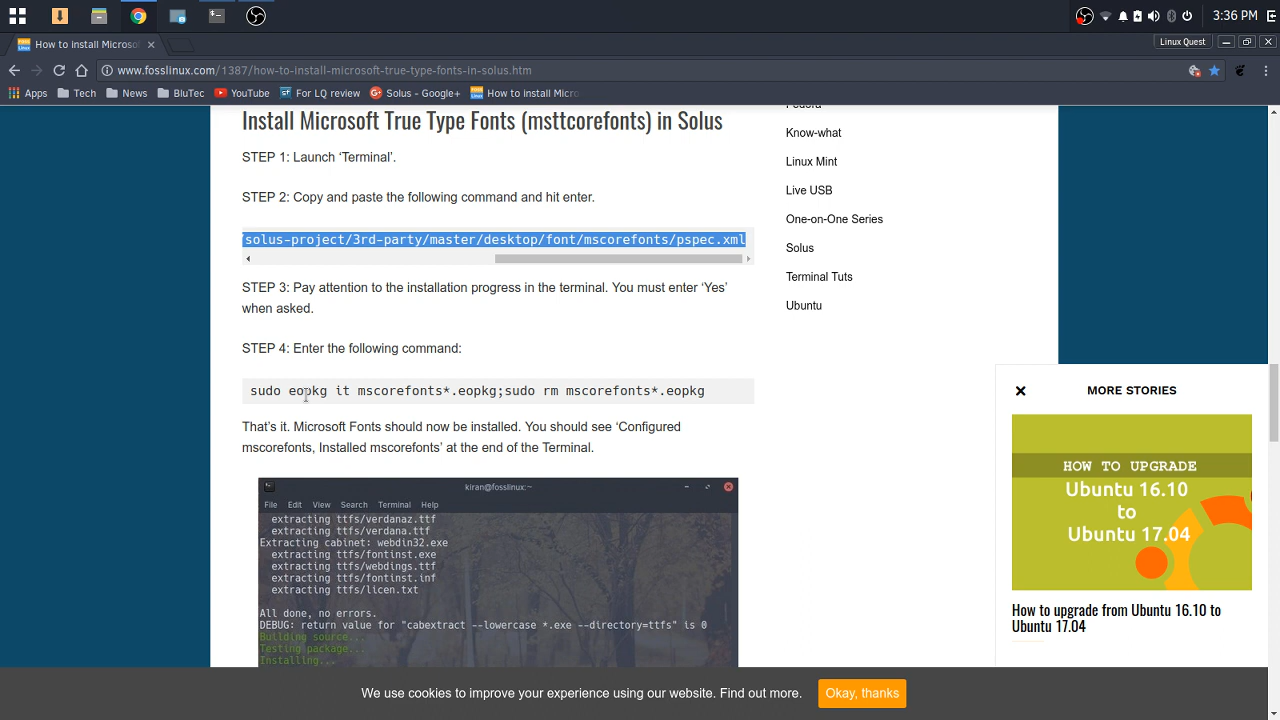 3:36 PM
How to install Microso
Linux Quest
www.fosslinux.com/1387/how-to-install-microsoft-true-type-fonts-in-solus.htm
Apps
Tech
News
BluTec
YouTube
For LQ review
Solus - Google+
How to install Micro
Install Microsoft True Type Fonts (msttcorefonts) in Solus
STEP 1: Launch ‘Terminal’.
STEP 2: Copy and paste the following command and hit enter.
solus-project/3rd-party/master/desktop/font/mscorefonts/pspec.xml
STEP 3: Pay attention to the installation progress in the terminal. You must enter ‘Yes’
when asked.
STEP 4: Enter the following command:
sudo eopkg it mscorefonts*.eopkg;sudo rm mscorefonts*.eopkg
That’s it. Microsoft Fonts should now be installed. You should see ‘Configured
mscorefonts, Installed mscorefonts’ at the end of the Terminal.
kiran@fosslinux:~
File Edit View Search Terminal Help
extracting ttfs/verdanaz.ttf
extracting ttfs/verdana.ttf
Extracting cabinet: webdin32.exe
extracting ttfs/fontinst.exe
extracting ttfs/webdings.ttf
extracting ttfs/fontinst.inf
extracting ttfs/licen.txt
All done, no errors.
DEBUG: return value for "cabextract --lowercase *.exe --directory=ttfs" is 0
Building source...
Testing package...
Installing...
Fedora
Know-what
Linux Mint
Live USB
One-on-One Series
Solus
Terminal Tuts
Ubuntu
MORE STORIES
HOW TO UPGRADE
Ubuntu 16.10
to
Ubuntu 17.04
How to upgrade from Ubuntu 16.10 to
Ubuntu 17.04
We use cookies to improve your experience using our website. Find out more.
Okay, thanks